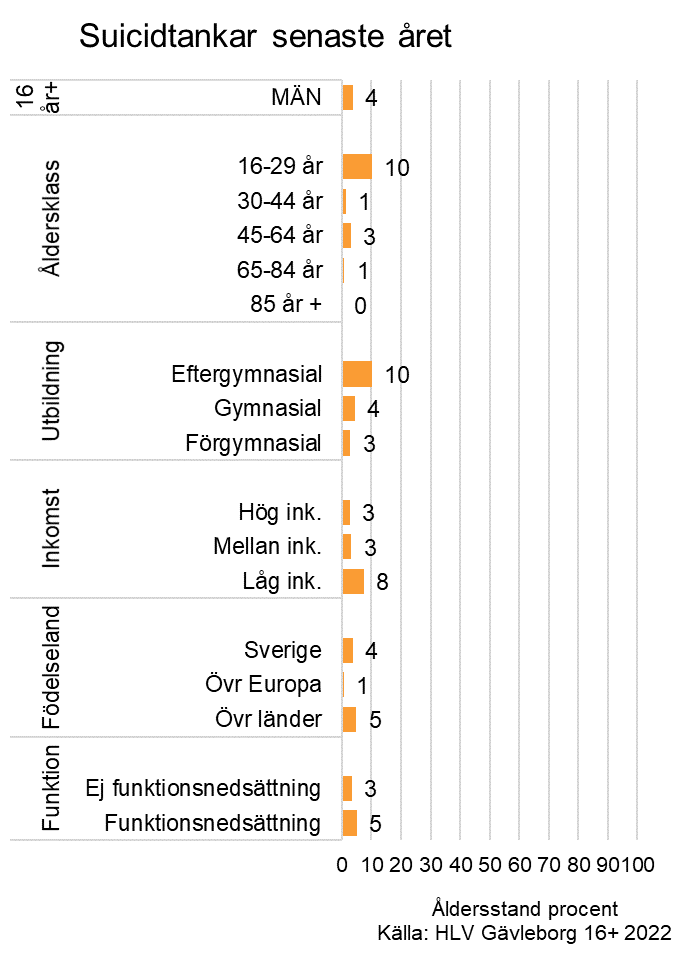 Suicidtankar senaste året
16
år+
MÄN 4
Åldersklass
16-29 år 10
30-44 år 1
45-64 år 3
65-84 år 1
85 år + 0
Utbildning
Eftergymnasial 10
Gymnasial 4
Förgymnasial 3
Inkomst
Hög ink. 3
Mellan ink. 3
Låg ink. 8
Födelseland
Sverige 4
Övr Europa 1
Övr länder 5
Funktion
Ej funktionsnedsättning 3
Funktionsnedsättning 5
0 10 20 30 40 50 60 70 80 90 100
Åldersstand procent
Källa: HLV Gävleborg 16+ 2022